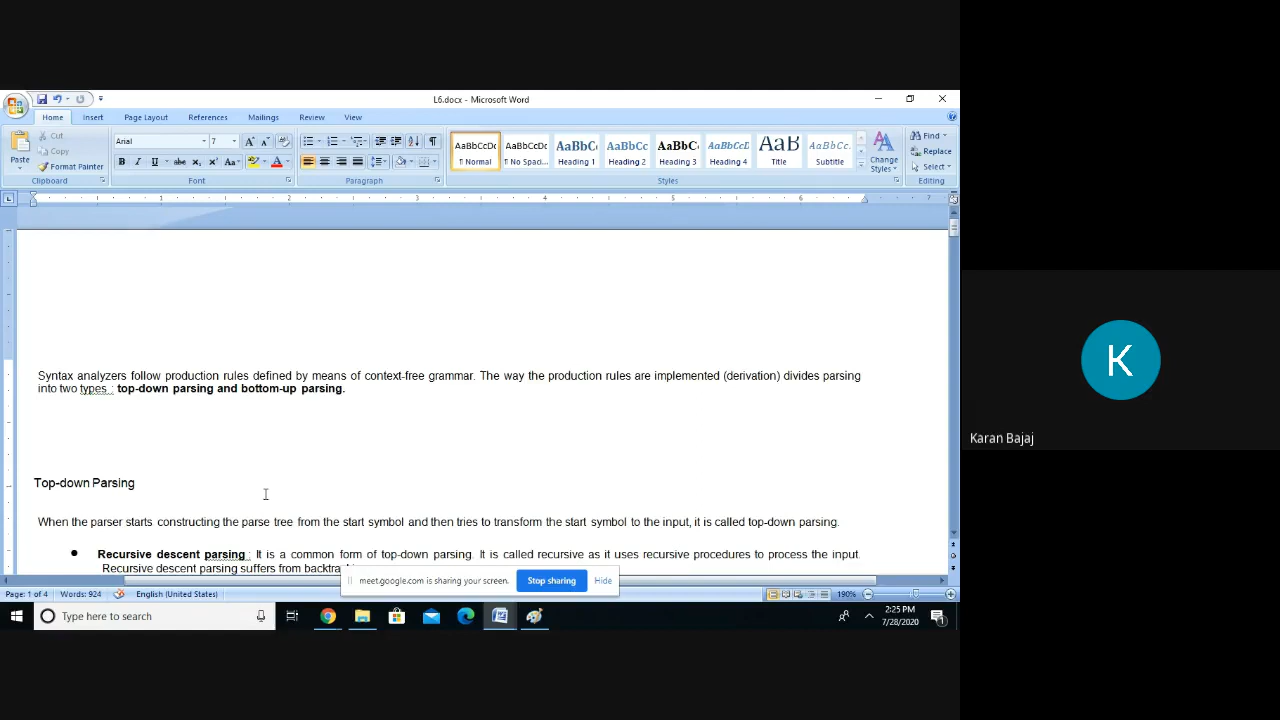 L6.docx - Microsoft Word
Home Insert Page Layout References Mailings Review View
Paste
Cut
Copy
Format Painter
Clipboard
Arial 7
Font
Paragraph
AaBbCcDc AaBbCcDc AaBbC AaBbCc AaBbCc AaBbCcDc AaB AaBbCc.
¶ Normal ¶ No Spaci... Heading 1 Heading 2 Heading 3 Heading 4 Title Subtitle
Change
Styles
Styles
Find
Replace
Select
Editing
1 2 3 4 5 6 7
Syntax analyzers follow production rules defined by means of context-free grammar. The way the production rules are implemented (derivation) divides parsing
into two types : top-down parsing and bottom-up parsing.
Top-down Parsing
When the parser starts constructing the parse tree from the start symbol and then tries to transform the start symbol to the input, it is called top-down parsing.
● Recursive descent parsing : It is a common form of top-down parsing. It is called recursive as it uses recursive procedures to process the input.
Recursive descent parsing suffers from
meet.google.com is sharing your screen. Stop sharing Hide
Page: 1 of 4 Words: 924 English (United States) 190%
Type here to search
2:25 PM
7/28/2020
K
Karan Bajaj